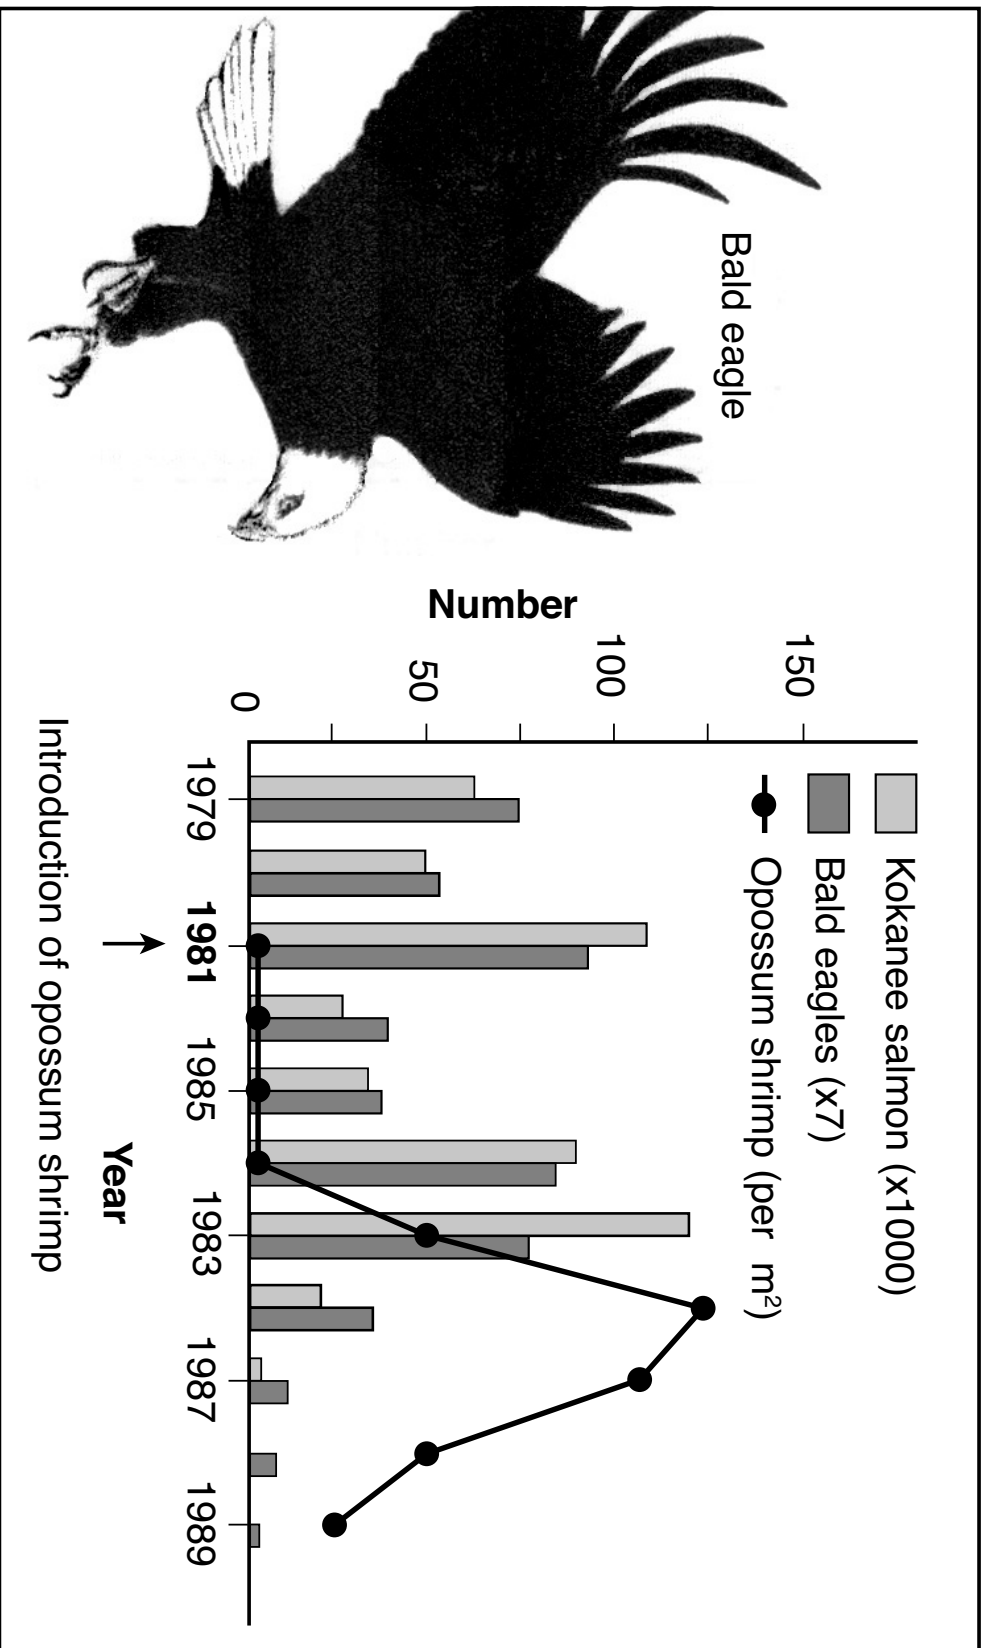 Bald eagle
Kokanee salmon (x1000)
Bald eagles (x7)
Opossum shrimp (per m²)
Number
150
100
50
0
1979
1981
1985
1983
1987
1989
Year
Introduction of opossum shrimp